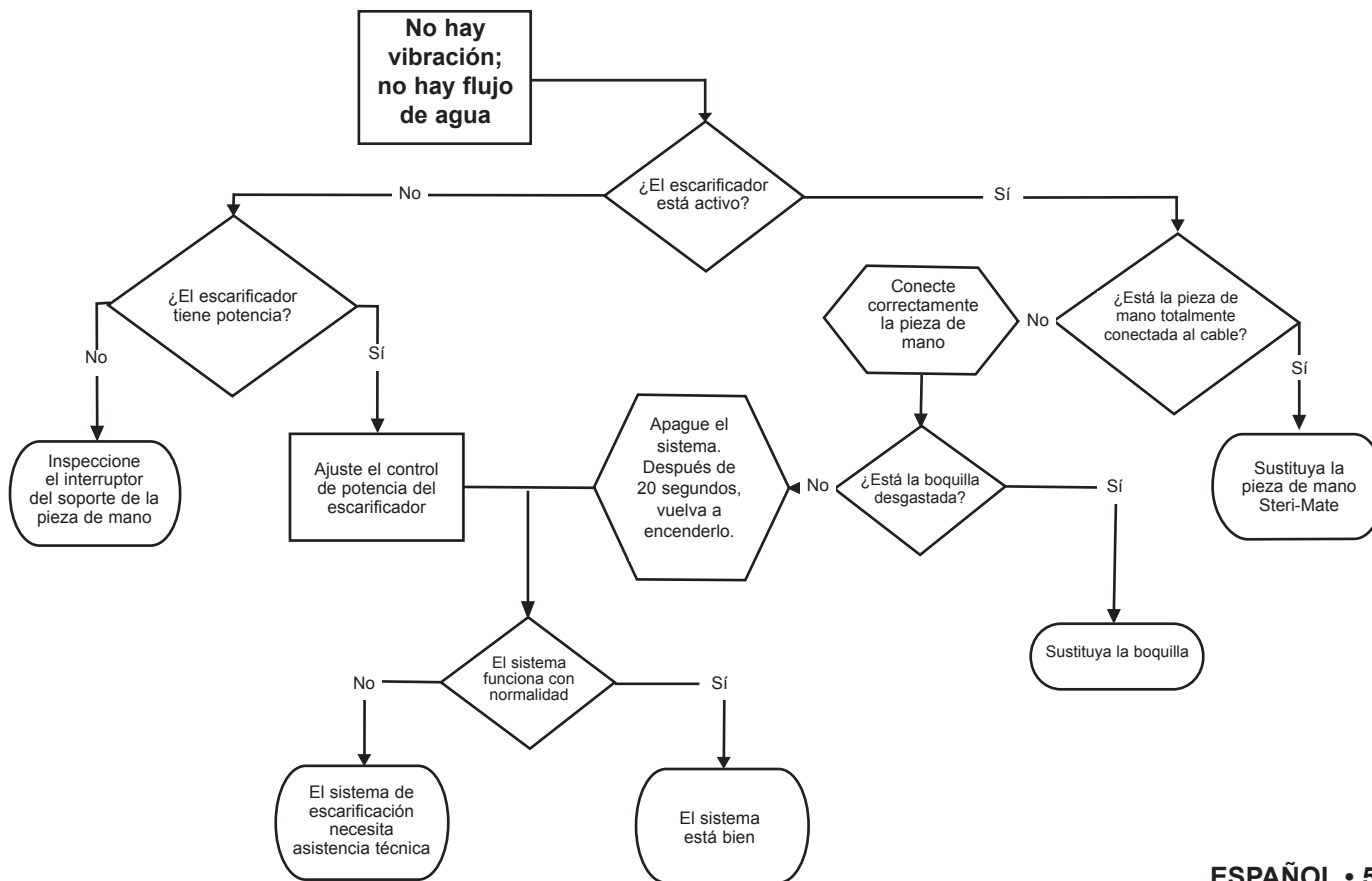 No hay
vibración;
no hay flujo
de agua
¿El escarificador
está activo?
No
Sí
¿El escarificador
tiene potencia?
Conecte
correctamente
la pieza de
mano
No
¿Está la pieza de
mano totalmente
conectada al cable?
No
Sí
Sí
Inspeccione
el interruptor
del soporte de la
pieza de mano
Ajuste el control
de potencia del
escarificador
Apague el
sistema.
Después de
20 segundos,
vuelva a
encenderlo.
No
¿Está la boquilla
desgastada?
Sí
Sustituya la
pieza de mano
Steri-Mate
Sustituya la boquilla
El sistema
funciona con
normalidad
No
Sí
El sistema de
escarificación
necesita
asistencia técnica
El sistema
está bien
ESPAÑOL • 5